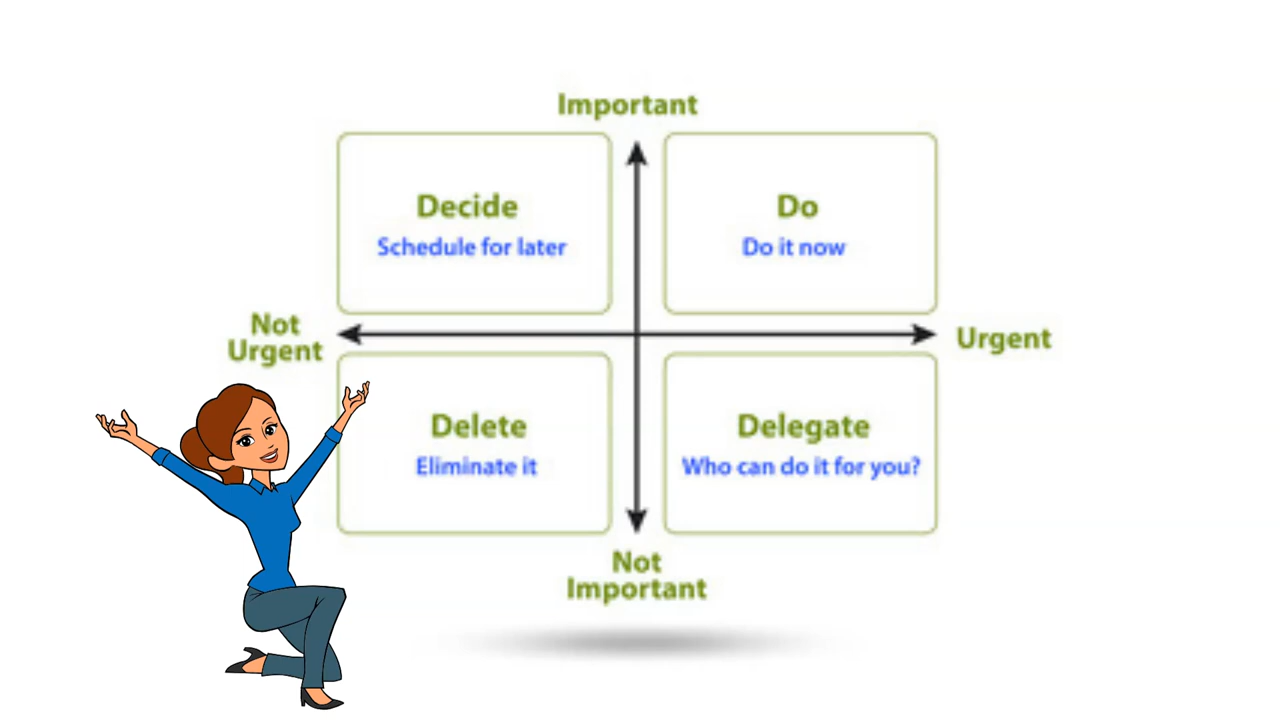 Important
Decide
Schedule for later
Do
Do it now
Not
Urgent
Urgent
Delete
Eliminate it
Delegate
Who can do it for you?
Not
Important